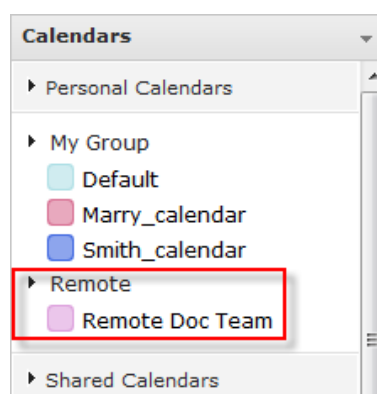 Calendars
Personal Calendars
My Group
Default
Marry_calendar
Smith_calendar
Remote
Remote Doc Team
Shared Calendars